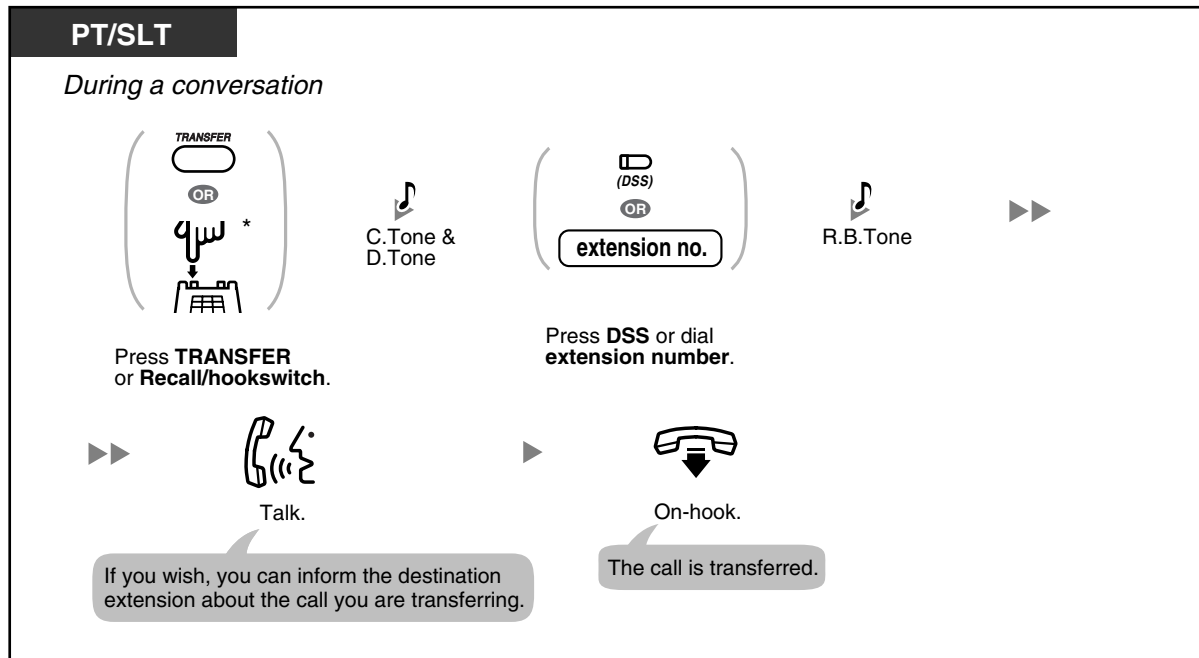 PT/SLT
During a conversation
TRANSFER
OR
*
C.Tone &
D.Tone
(DSS)
OR
extension no.
R.B.Tone
Press TRANSFER
or Recall/hookswitch.
Press DSS or dial
extension number.
Talk.
If you wish, you can inform the destination
extension about the call you are transferring.
On-hook.
The call is transferred.